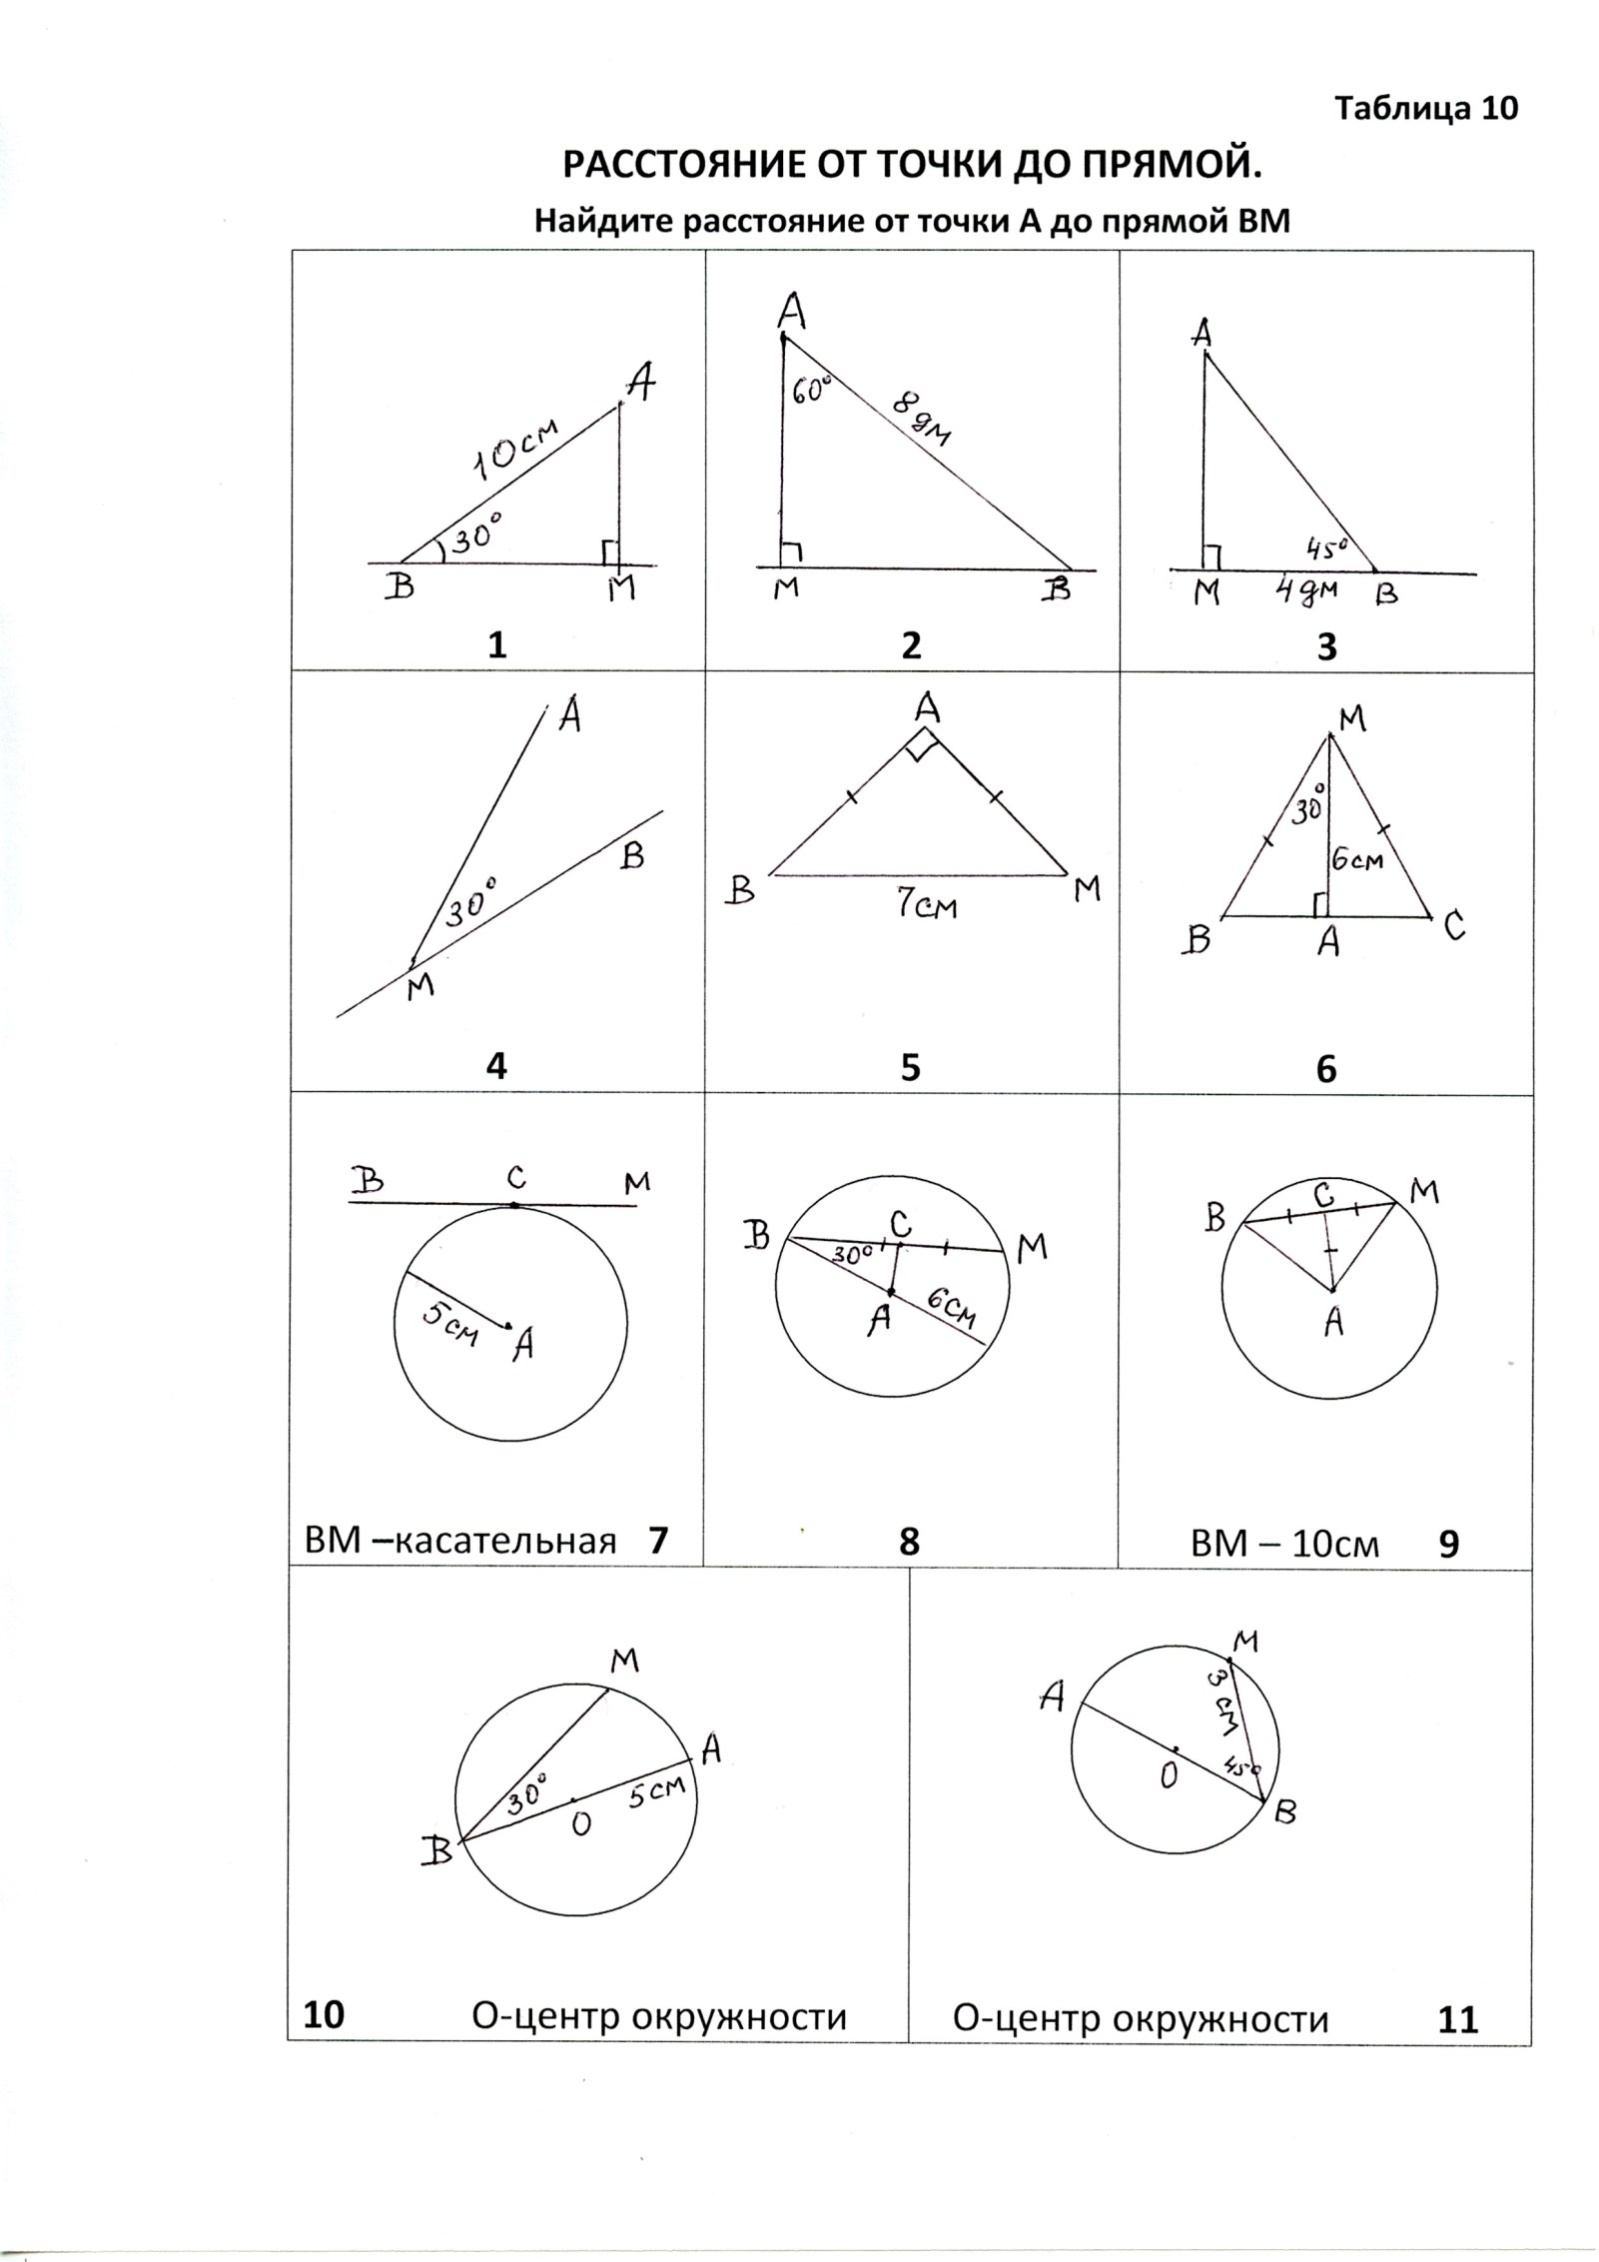 Таблица 10
РАССТОЯНИЕ ОТ ТОЧКИ ДО ПРЯМОЙ.
Найдите расстояние от точки А до прямой ВМ
A
10см
30°
B
M
1
A
60°
8дм
M
B
2
A
45°
M
4дм
B
3
A
B
30°
M
4
A
B
M
7см
5
M
30°
6см
B
A
C
6
B
C
M
5см
A
ВМ –касательная 7
B
C
M
30°
6см
A
8
B
C
M
A
ВМ – 10см 9
M
A
30°
5см
O
B
10 О-центр окружности
M
A
3 см
45°
O
B
О-центр окружности 11